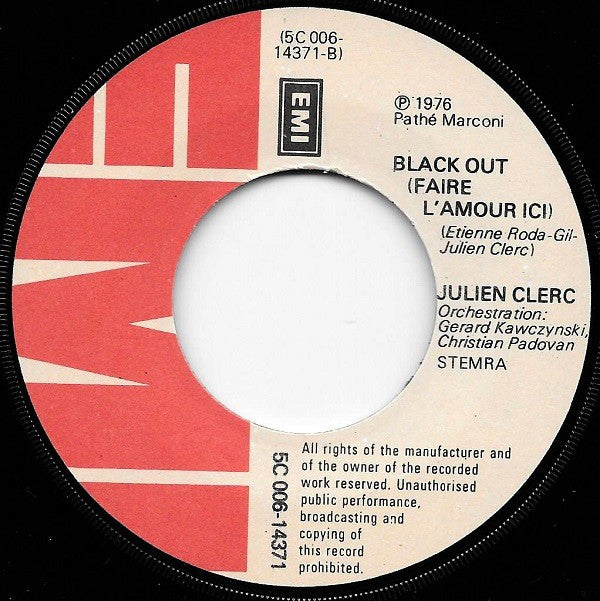 (5C 006-
14371-B)
EMI
℗ 1976
Pathé Marconi
BLACK OUT
(FAIRE
L'AMOUR ICI)
(Etienne Roda-Gil-
Julien Clerc)
JULIEN CLERC
Orchestration:
Gerard Kawczynski,
Christian Padovan
STEMRA
All rights of the manufacturer and
of the owner of the recorded
work reserved. Unauthorised
public performance,
broadcasting and
copying of
this record
prohibited.
5C 006-14371
EMI